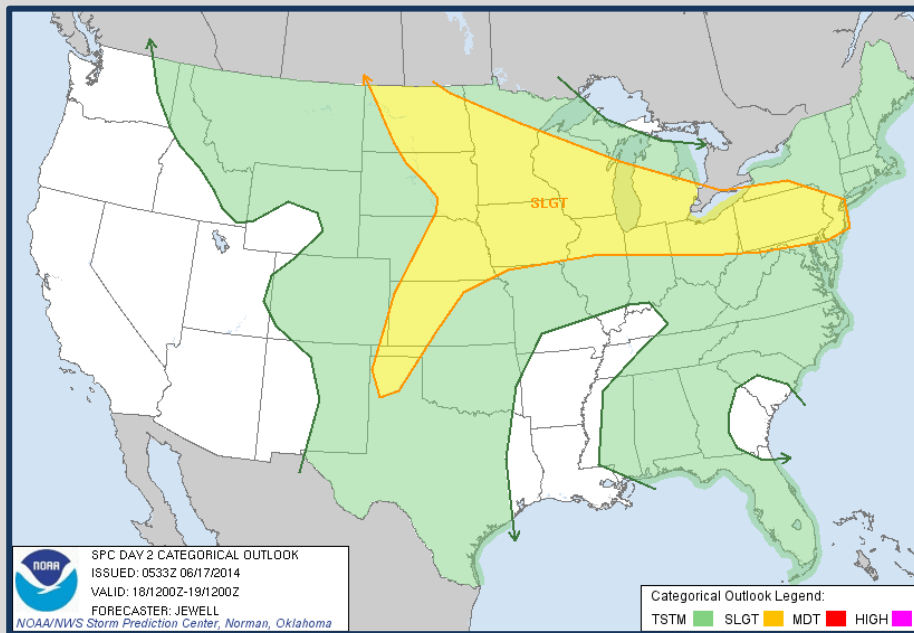 SLGT
NOAA
SPC DAY 2 CATEGORICAL OUTLOOK
ISSUED: 0533Z 06/17/2014
VALID: 18/1200Z-19/1200Z
FORECASTER: JEWELL
NOAA/NWS Storm Prediction Center, Norman, Oklahoma
Categorical Outlook Legend:
TSTM SLGT MDT HIGH